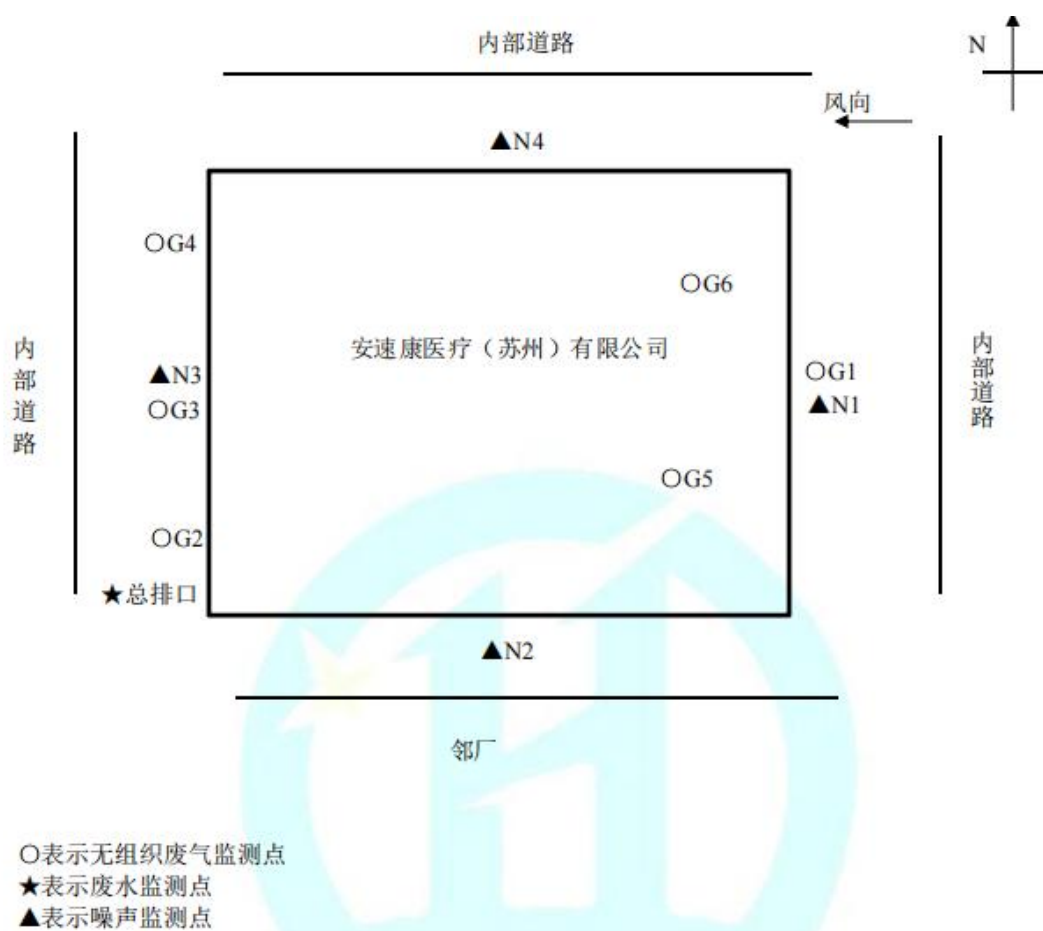 内部道路
N
风向
▲N4
○G4
○G6
安速康医疗（苏州）有限公司
内部道路
▲N3
○G3
○G1
▲N1
内部道路
○G5
○G2
★总排口
▲N2
邻厂
○表示无组织废气监测点
★表示废水监测点
▲表示噪声监测点